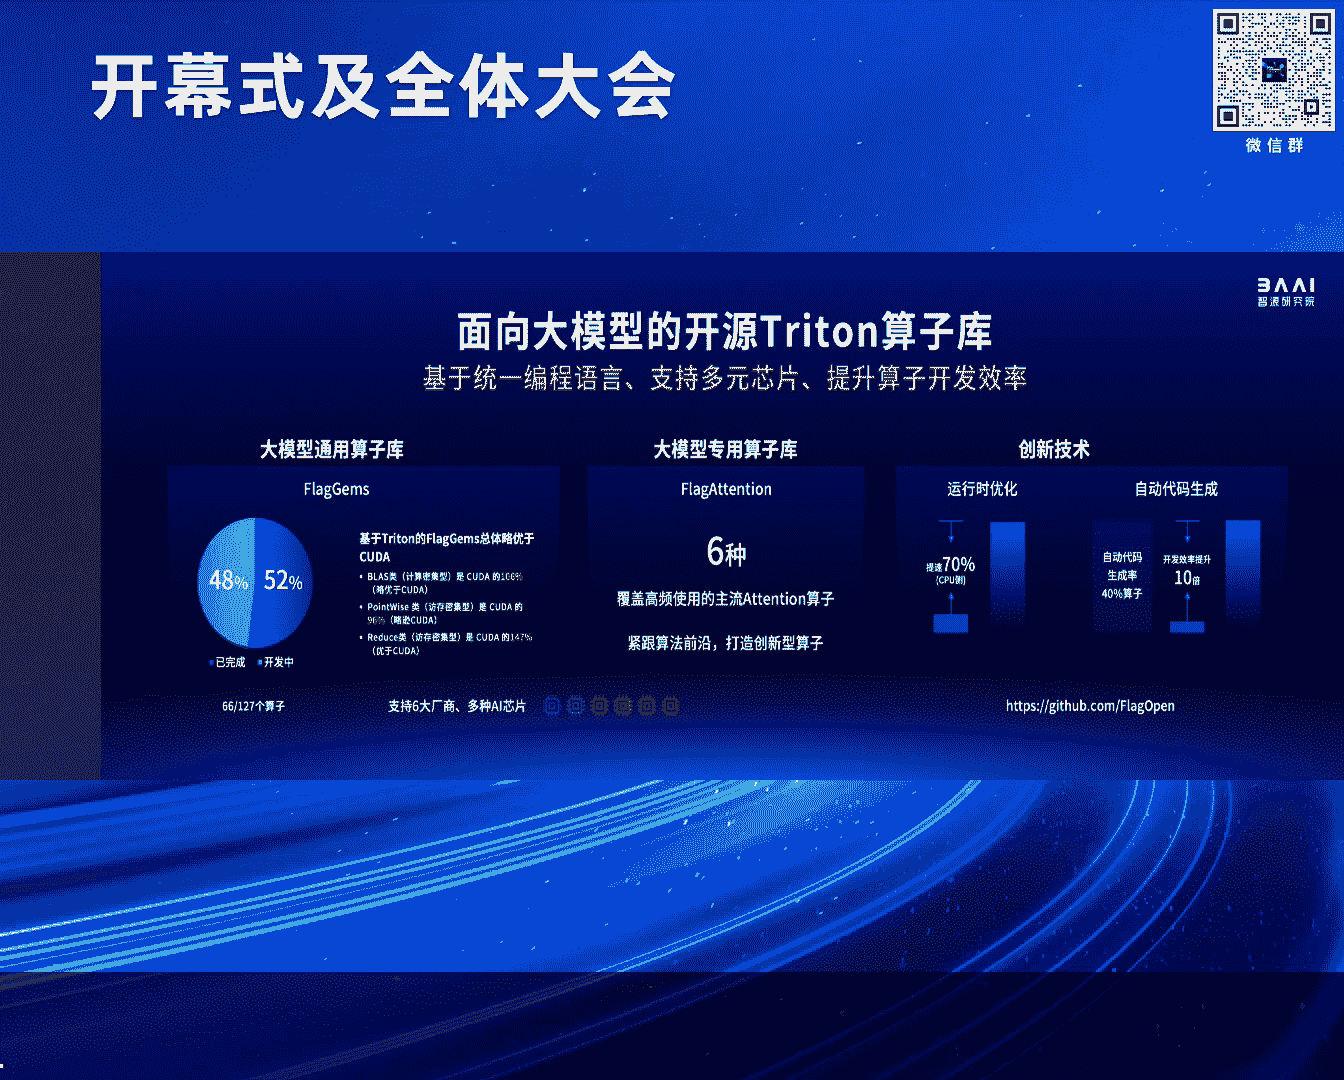 开幕式及全体大会
微信群
BAAI
智源研究院
面向大模型的开源Triton算子库
基于统一编程语言、支持多元芯片、提升算子开发效率
大模型通用算子库
FlagGems
48%
52%
已完成
开发中
66/127个算子
基于Triton的FlagGems总体略优于
CUDA
• BLAS类（计算密集型）是 CUDA 的106%
（略优于CUDA）
• PointWise 类（访存密集型）是 CUDA 的
96%（略逊CUDA）
• Reduce类（访存密集型）是 CUDA 的147%
（优于CUDA）
支持6大厂商、多种AI芯片
大模型专用算子库
FlagAttention
6种
覆盖高频使用的主流Attention算子
紧跟算法前沿，打造创新型算子
创新技术
运行时优化
提速70%
(CPU侧)
自动代码生成
自动代码
生成率
40%算子
开发效率提升
10倍
https://github.com/FlagOpen